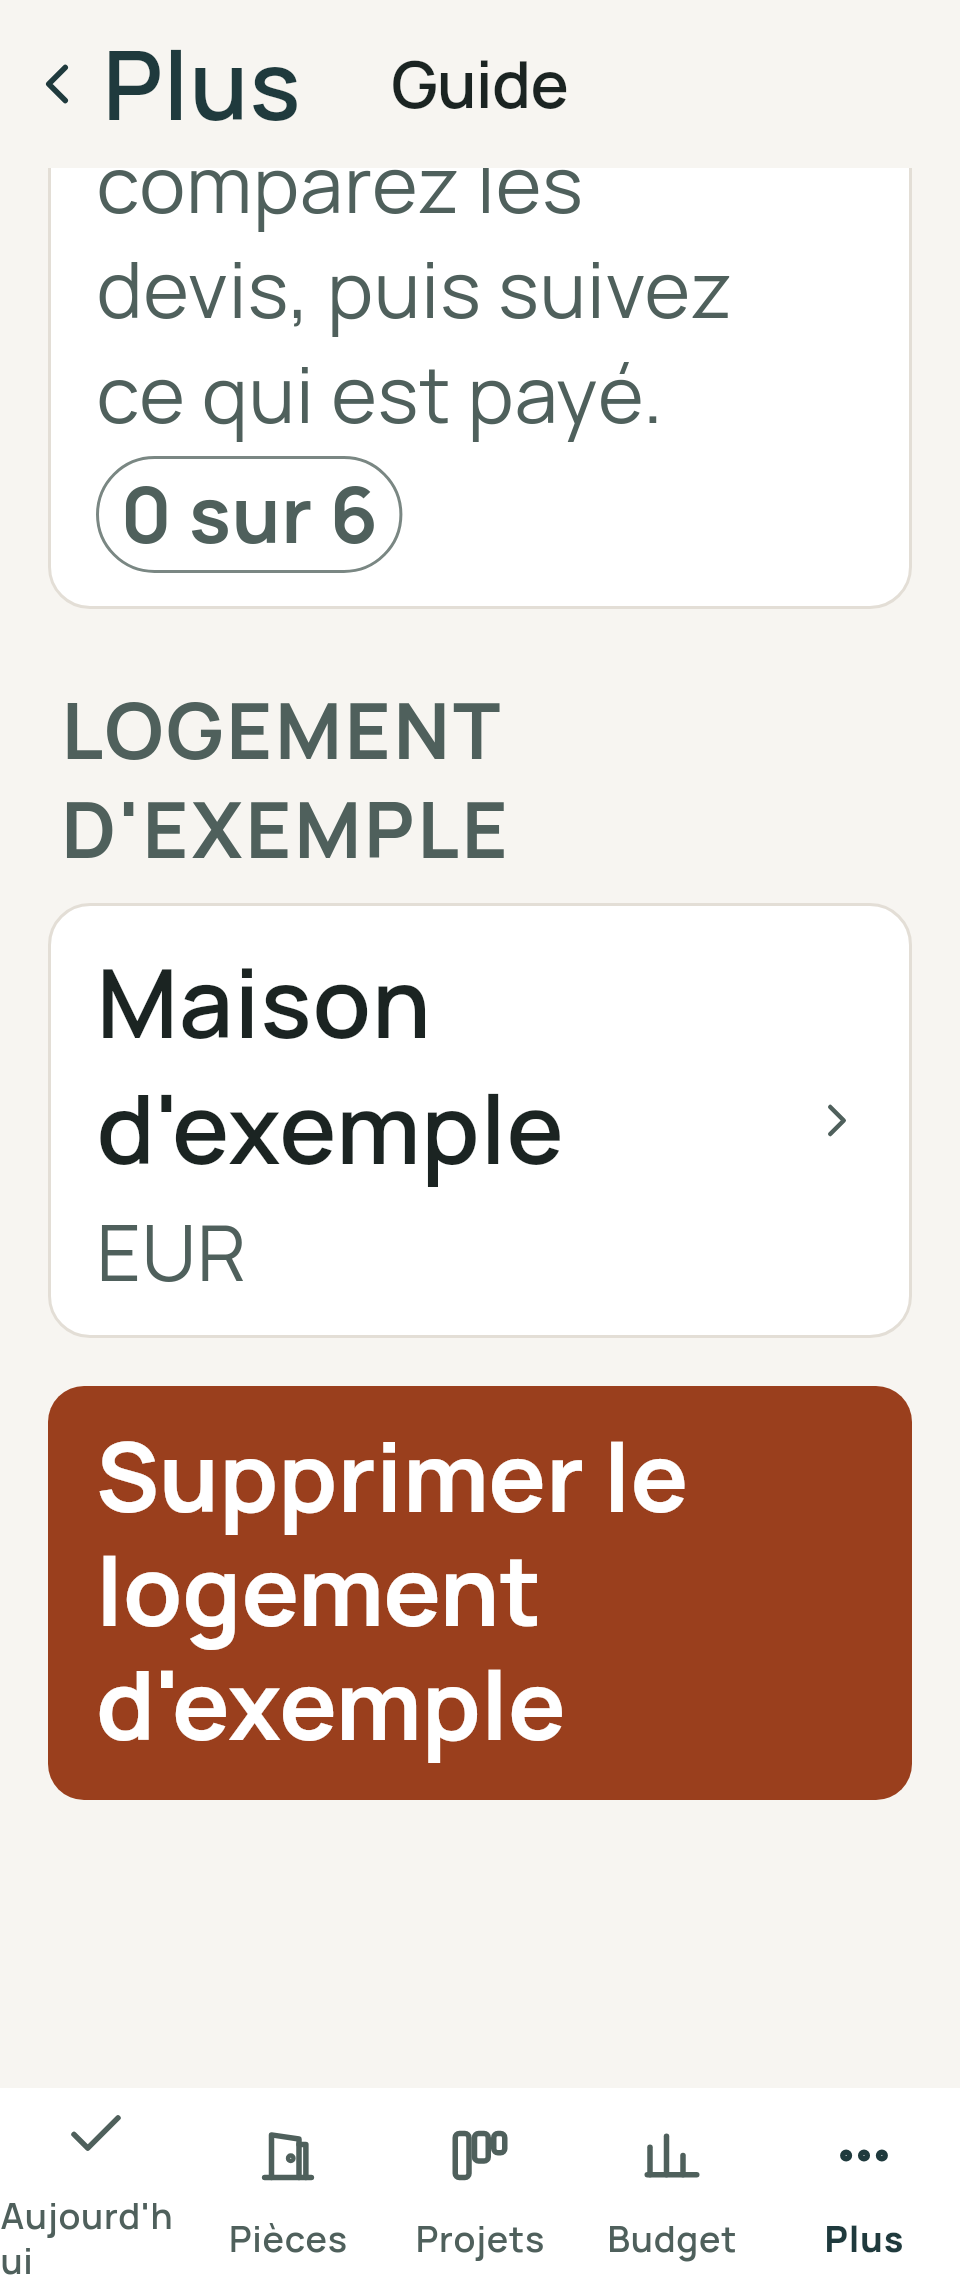 Plus
Guide
comparez les
devis, puis suivez
ce qui est payé.
0 sur 6
LOGEMENT
D'EXEMPLE
Maison
d'exemple
EUR
Supprimer le
logement
d'exemple
Aujourd'h
ui
Pièces
Projets
Budget
Plus